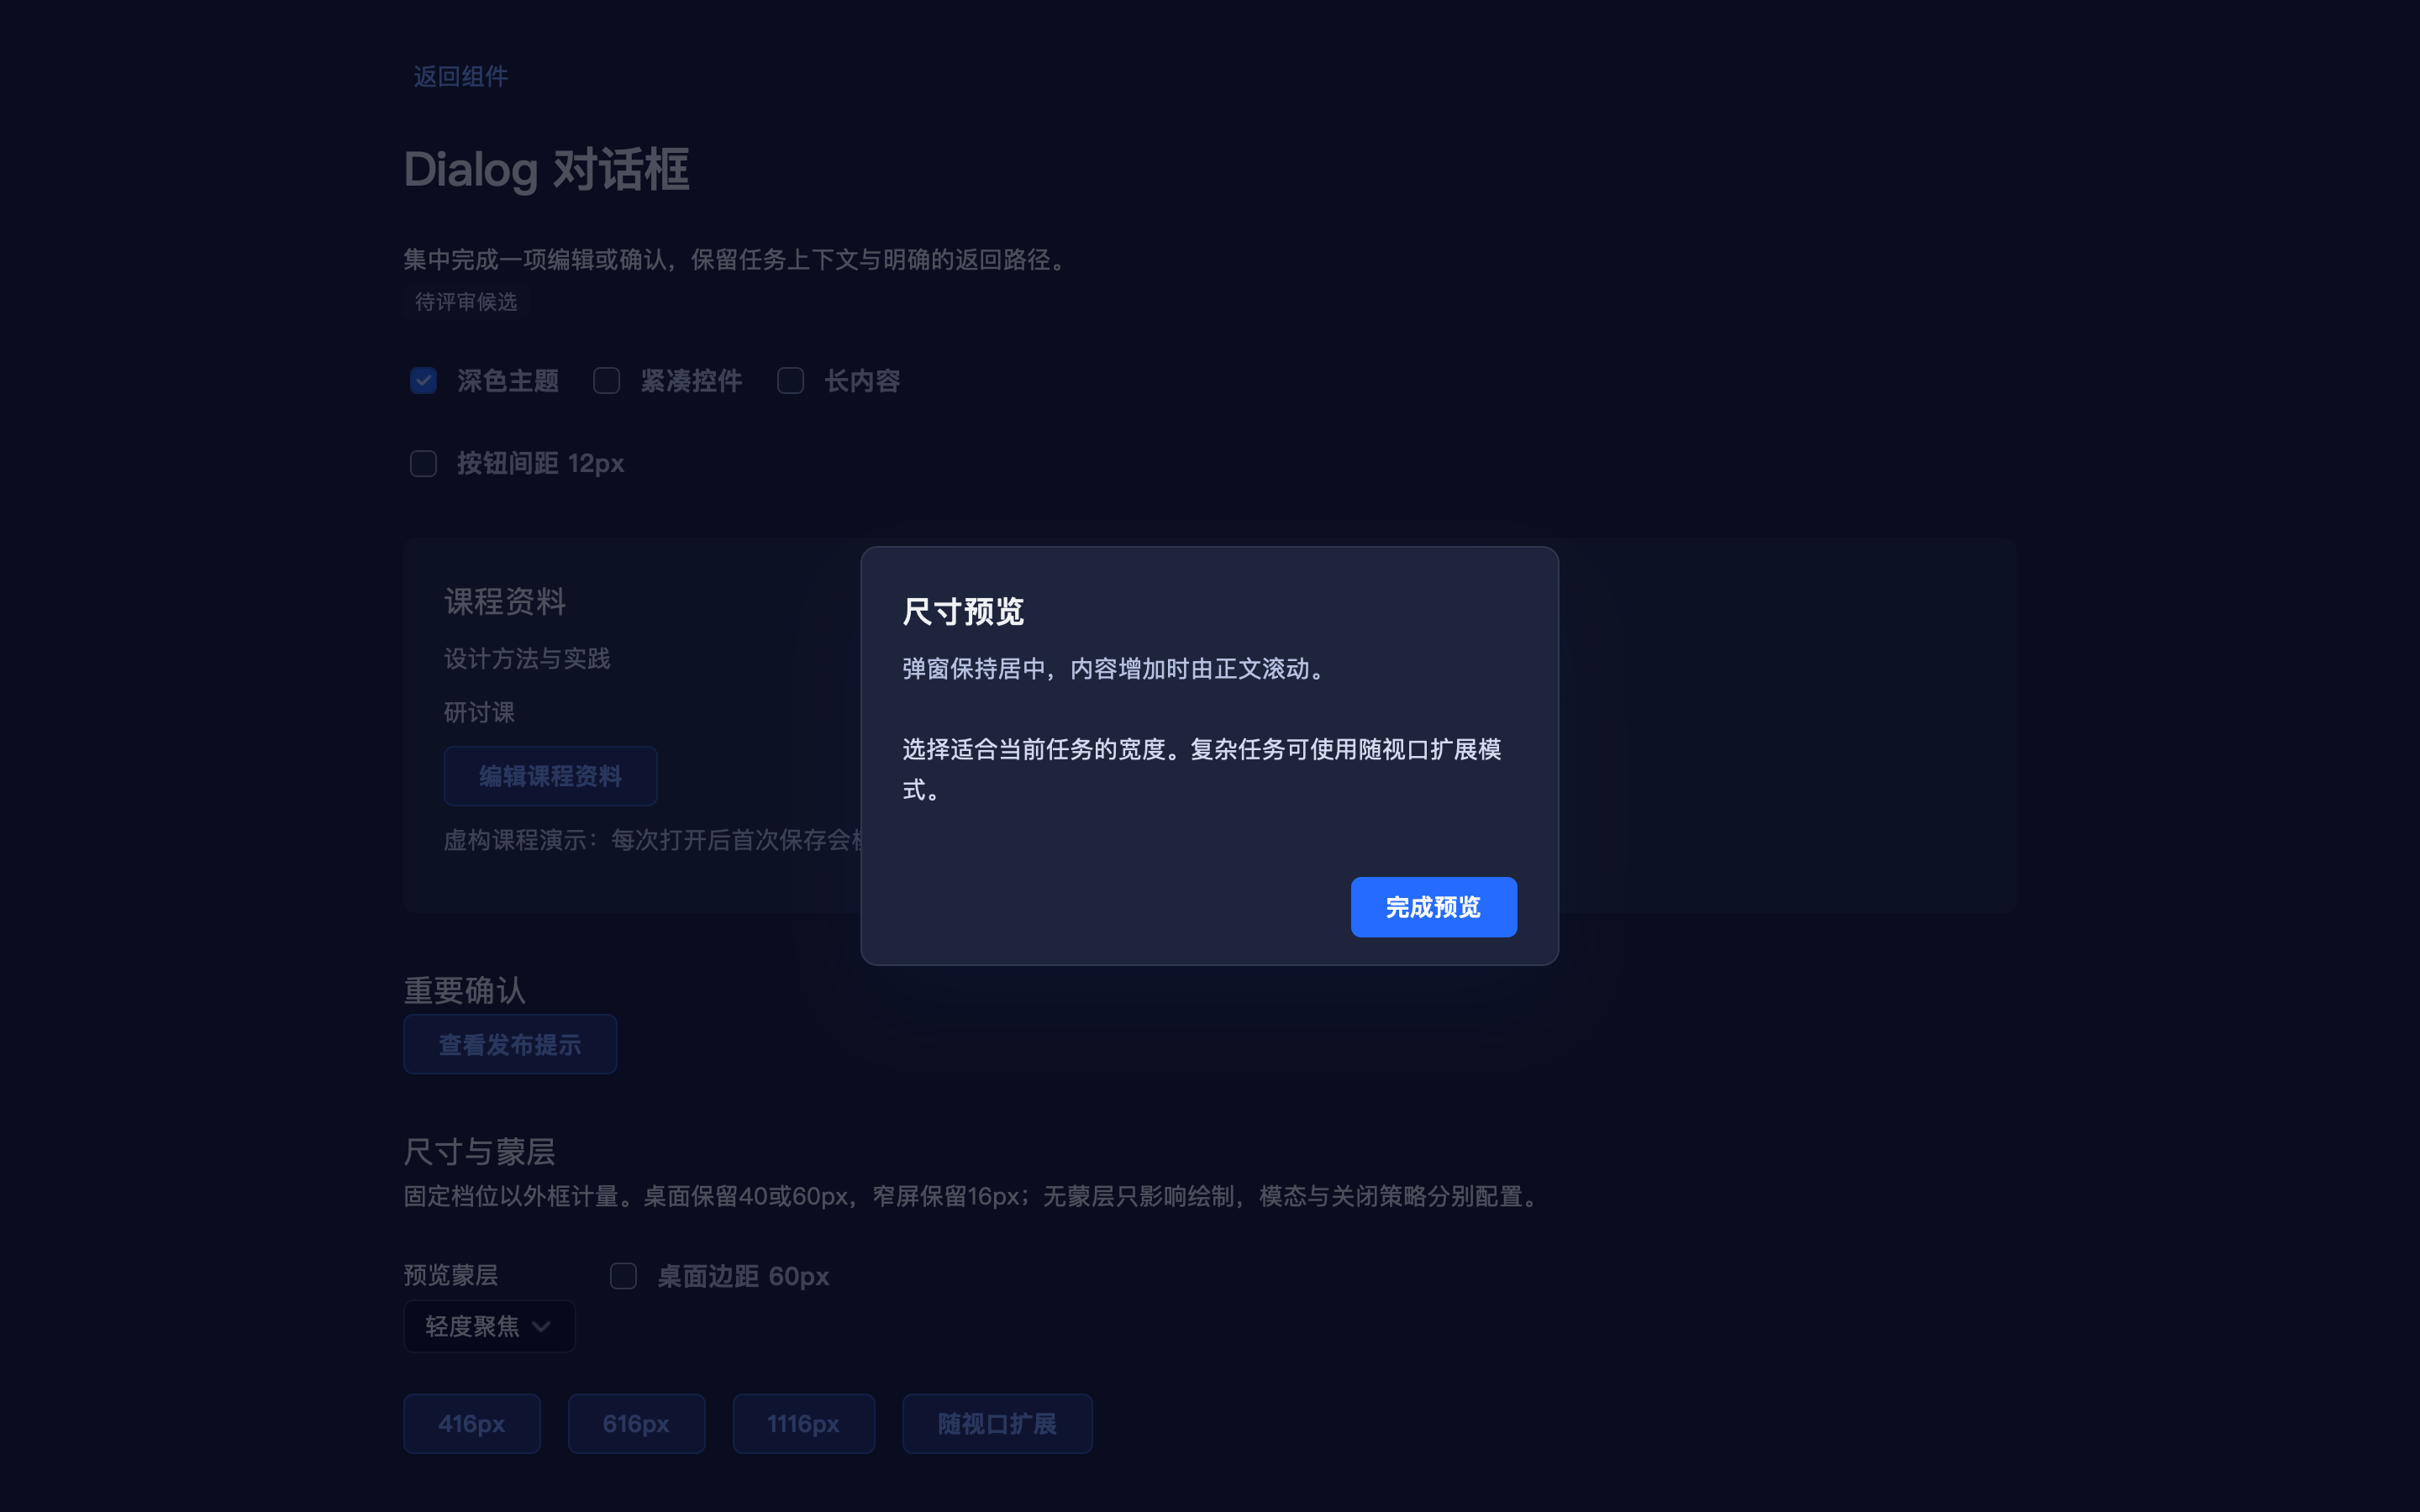 返回组件
Dialog 对话框
集中完成一项编辑或确认，保留任务上下文与明确的返回路径。
待评审候选
深色主题 紧凑控件 长内容
按钮间距 12px
课程资料
设计方法与实践
研讨课
编辑课程资料
虚构课程演示：每次打开后首次保存会
尺寸预览
弹窗保持居中，内容增加时由正文滚动。
选择适合当前任务的宽度。复杂任务可使用随视口扩展模
式。
完成预览
重要确认
查看发布提示
尺寸与蒙层
固定档位以外框计量。桌面保留40或60px，窄屏保留16px；无蒙层只影响绘制，模态与关闭策略分别配置。
预览蒙层 桌面边距 60px
轻度聚焦
416px 616px 1116px 随视口扩展